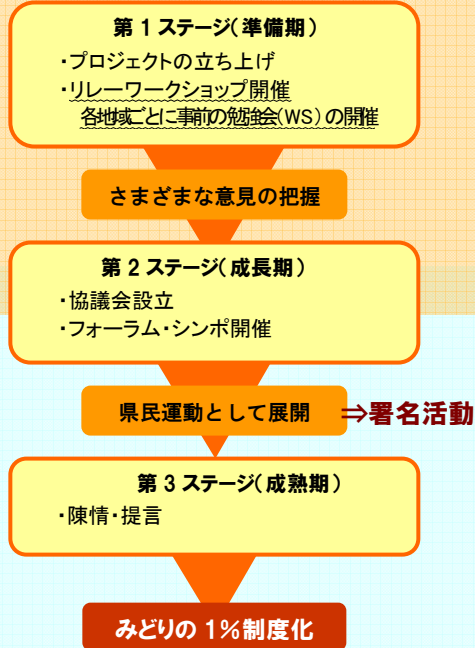 第1ステージ(準備期)
・プロジェクトの立ち上げ
・リレーワークショップ開催
各地域ごとに事前の勉強会(WS)の開催
さまざまな意見の把握
第2ステージ(成長期)
・協議会設立
・フォーラム・シンポ開催
県民運動として展開 ⇒署名活動
第3ステージ(成熟期)
・陳情・提言
みどりの1%制度化